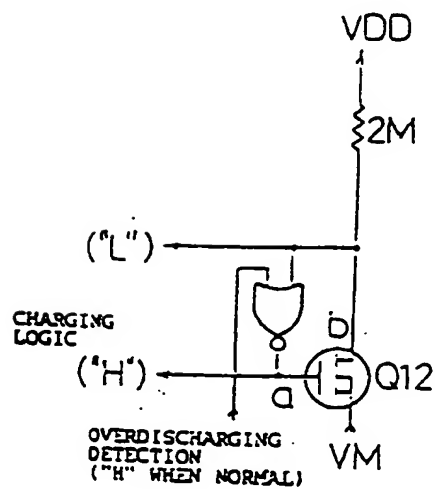 VDD
2M
("L")
CHARGING
LOGIC
("H")
a
b
Q12
OVERDISCHARGING
DETECTION
("H" WHEN NORMAL)
VM